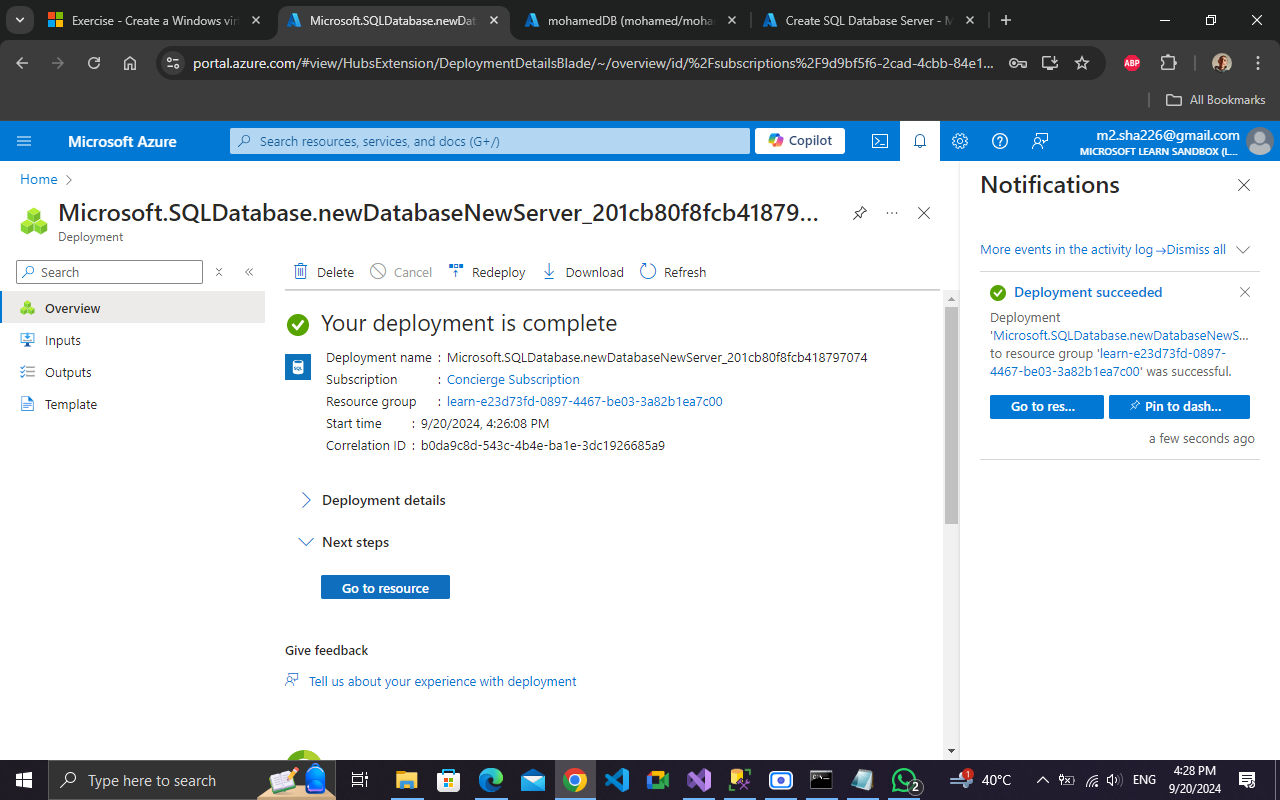 Exercise - Create a Windows vir
Microsoft.SQLDatabase.newDat
mohamedDB (mohamed/moha
Create SQL Database Server - M
portal.azure.com/#view/HubsExtension/DeploymentDetailsBlade/~/overview/id/%2Fsubscriptions%2F9d9bf5f6-2cad-4cbb-84e1...
ABP
All Bookmarks
Microsoft Azure
Search resources, services, and docs (G+/)
Copilot
m2.sha226@gmail.com
MICROSOFT LEARN SANDBOX (L...
Home
Microsoft.SQLDatabase.newDatabaseNewServer_201cb80f8fcb41879...
Deployment
Search
Overview
Inputs
Outputs
Template
Delete
Cancel
Redeploy
Download
Refresh
Your deployment is complete
SQL
Deployment name : Microsoft.SQLDatabase.newDatabaseNewServer_201cb80f8fcb418797074
Subscription : Concierge Subscription
Resource group : learn-e23d73fd-0897-4467-be03-3a82b1ea7c00
Start time : 9/20/2024, 4:26:08 PM
Correlation ID : b0da9c8d-543c-4b4e-ba1e-3dc1926685a9
Deployment details
Next steps
Go to resource
Give feedback
Tell us about your experience with deployment
Notifications
More events in the activity log →
Dismiss all
Deployment succeeded
Deployment
'Microsoft.SQLDatabase.newDatabaseNewS...
to resource group 'learn-e23d73fd-0897-
4467-be03-3a82b1ea7c00' was successful.
Go to res...
Pin to dash...
a few seconds ago
Type here to search
2
1
40°C
ENG
4:28 PM
9/20/2024